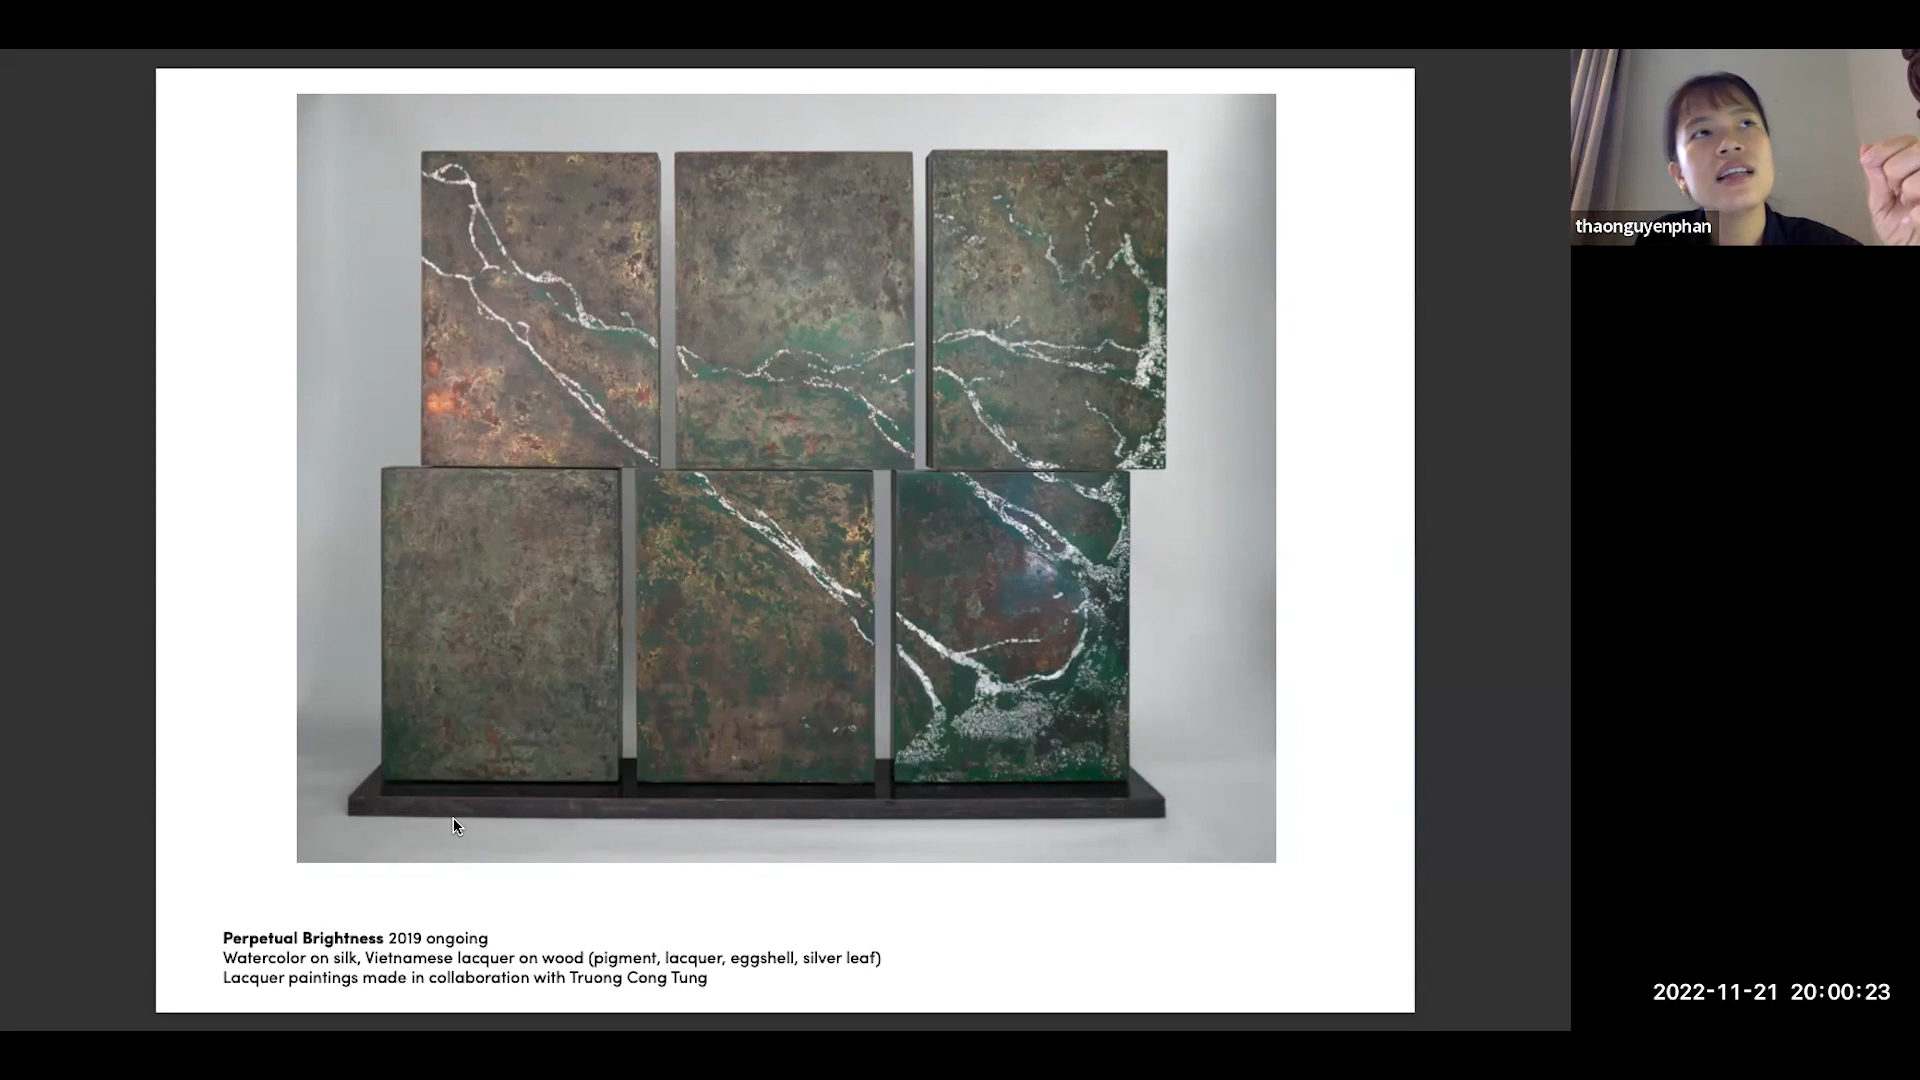 thaonguyenphan
Perpetual Brightness 2019 ongoing
Watercolor on silk, Vietnamese lacquer on wood (pigment, lacquer, eggshell, silver leaf)
Lacquer paintings made in collaboration with Truong Cong Tung
2022-11-21 20:00:23